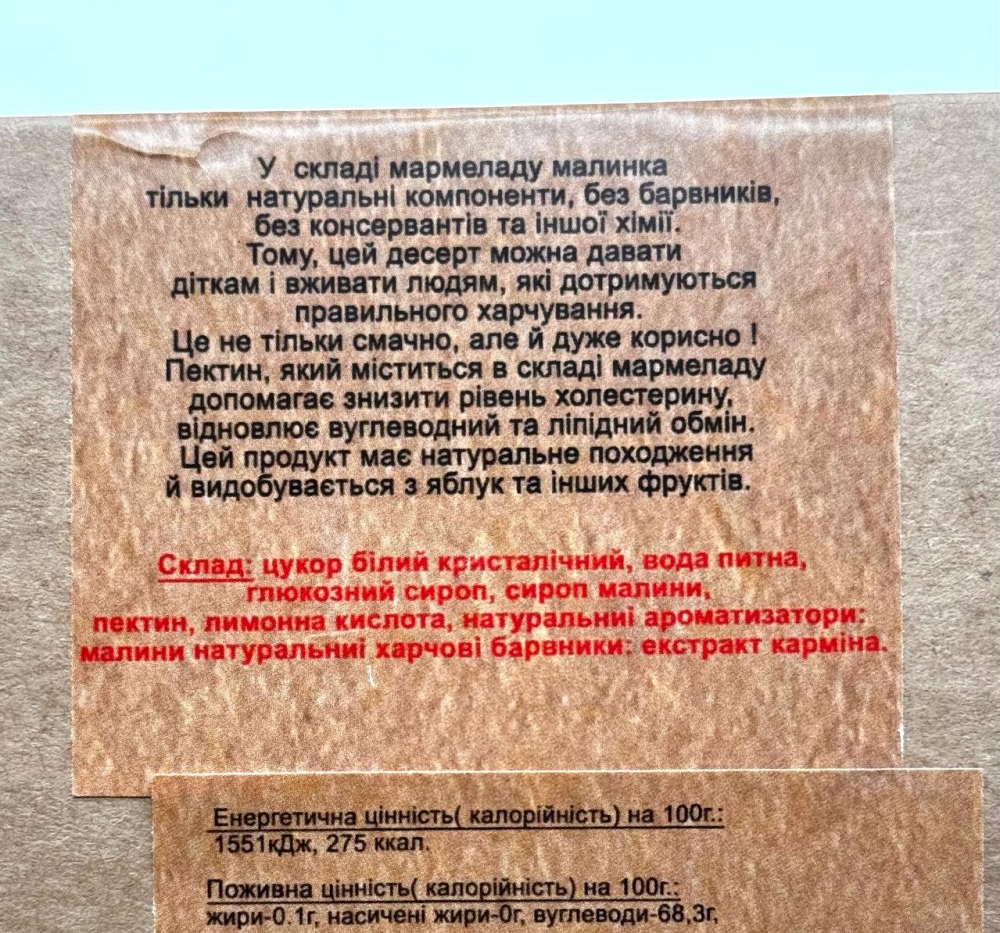 У складі мармеладу малинка
тільки натуральні компоненти, без барвників,
без консервантів та іншої хімії.
Тому, цей десерт можна давати
діткам і вживати людям, які дотримуються
правильного харчування.
Це не тільки смачно, але й дуже корисно !
Пектин, який міститься в складі мармеладу
допомагає знизити рівень холестерину,
відновлює вуглеводний та ліпідний обмін.
Цей продукт має натуральне походження
й видобувається з яблук та інших фруктів.
Склад: цукор білий кристалічний, вода питна,
глюкозний сироп, сироп малини,
пектин, лимонна кислота, натуральниі ароматизатори:
малини натуральниі харчові барвники: екстракт карміна.
Енергетична цінність( калорійність) на 100г.:
1551кДж, 275 ккал.
Поживна цінність( калорійність) на 100г.:
жири-0.1г, насичені жири-0г, вуглеводи-68,3г,